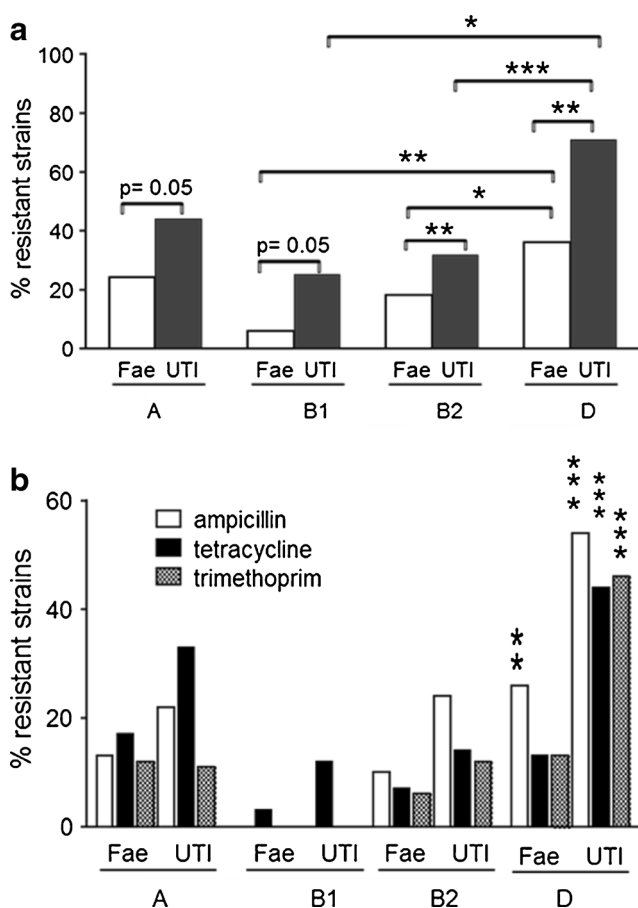 a
% resistant strains
100
80
60
40
20
0
*
***
**
**
*
**
p= 0.05
p= 0.05
Fae UTI Fae UTI Fae UTI Fae UTI
A B1 B2 D
b
% resistant strains
60
40
20
0
ampicillin
tetracycline
trimethoprim
**
***
***
***
Fae UTI Fae UTI Fae UTI Fae UTI
A B1 B2 D